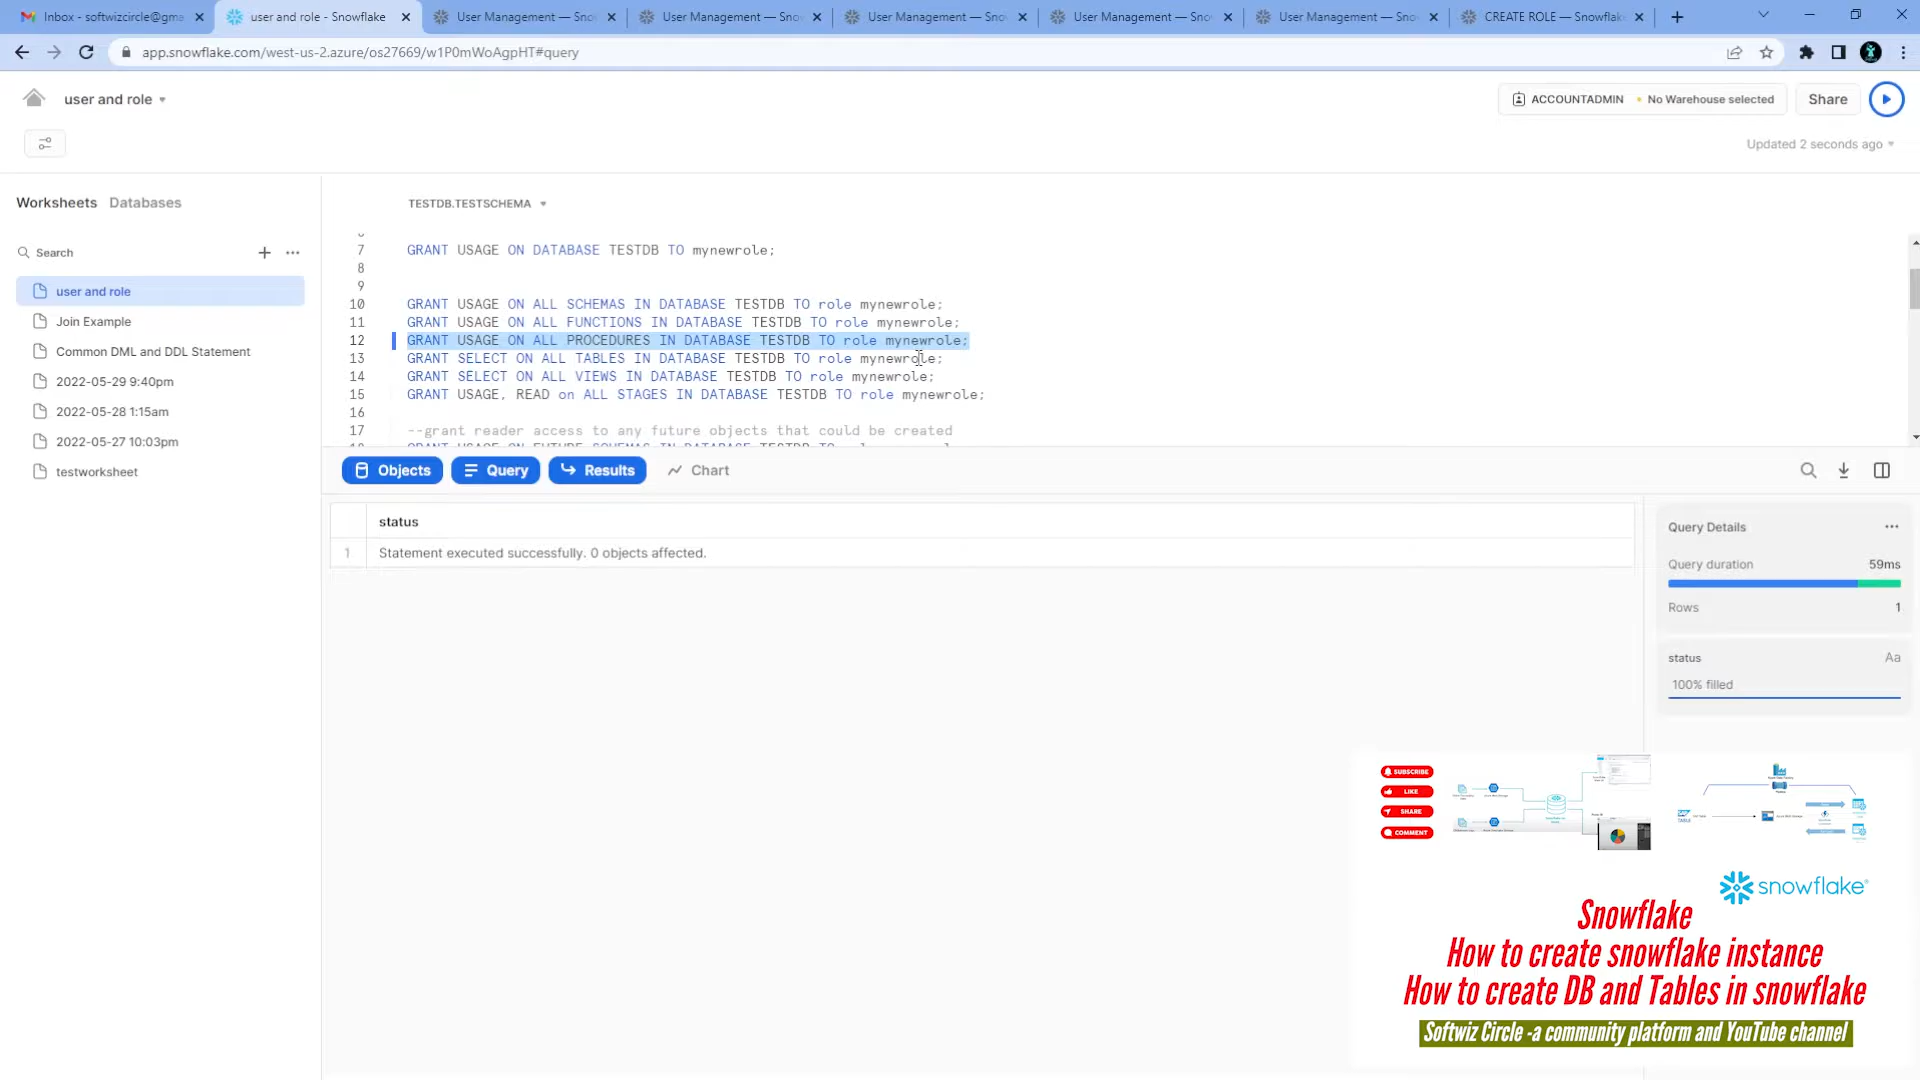 Inbox - softwizcircle@gma
user and role - Snowflake
User Management — Sno
User Management — Sno
User Management — Sno
User Management — Sno
User Management — Sno
CREATE ROLE — Snowflake
app.snowflake.com/west-us-2.azure/os27669/w1P0mWoAgpHT#query
user and role
ACCOUNTADMIN
No Warehouse selected
Share
Updated 2 seconds ago
Worksheets
Databases
Search
user and role
Join Example
Common DML and DDL Statement
2022-05-29 9:40pm
2022-05-28 1:15am
2022-05-27 10:03pm
testworksheet
TESTDB.TESTSCHEMA
7 GRANT USAGE ON DATABASE TESTDB TO mynewrole;
8
9
10 GRANT USAGE ON ALL SCHEMAS IN DATABASE TESTDB TO role mynewrole;
11 GRANT USAGE ON ALL FUNCTIONS IN DATABASE TESTDB TO role mynewrole;
12 GRANT USAGE ON ALL PROCEDURES IN DATABASE TESTDB TO role mynewrole;
13 GRANT SELECT ON ALL TABLES IN DATABASE TESTDB TO role mynewrole;
14 GRANT SELECT ON ALL VIEWS IN DATABASE TESTDB TO role mynewrole;
15 GRANT USAGE, READ on ALL STAGES IN DATABASE TESTDB TO role mynewrole;
16
17 --grant reader access to any future objects that could be created
Objects
Query
Results
Chart
status
1 Statement executed successfully. 0 objects affected.
Query Details
Query duration 59ms
Rows 1
status Aa
100% filled
SUBSCRIBE
LIKE
SHARE
COMMENT
snowflake
Snowflake
How to create snowflake instance
How to create DB and Tables in snowflake
Softwiz Circle -a community platform and YouTube channel